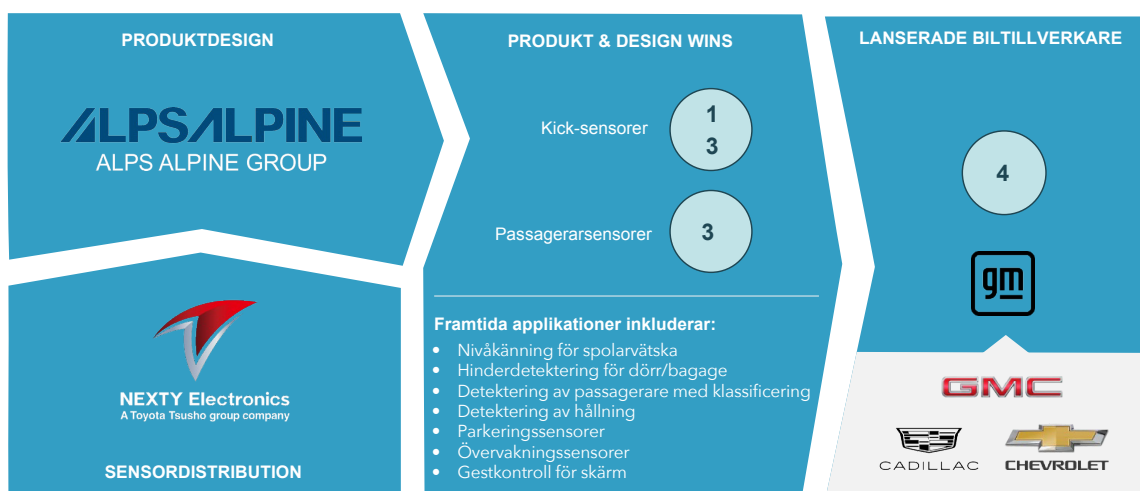 PRODUKTDESIGN
ALPSALPINE
ALPS ALPINE GROUP
NEXTY Electronics
A Toyota Tsusho group company
SENSORDISTRIBUTION
PRODUKT & DESIGN WINS
Kick-sensorer
1
3
Passagerarsensorer
3
Framtida applikationer inkluderar:
• Nivåkänning för spolarvätska
• Hinderdetektering för dörr/bagage
• Detektering av passagerare med klassificering
• Detektering av hållning
• Parkeringssensorer
• Övervakningssensorer
• Gestkontroll för skärm
LANSERADE BILTILLVERKARE
4
gm
GMC
CADILLAC
CHEVROLET